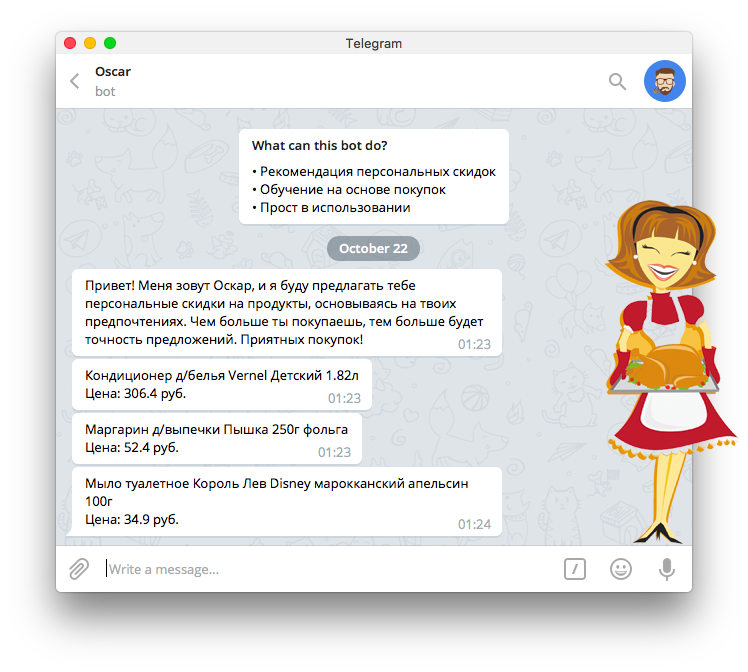 Telegram
Oscar
bot
What can this bot do?
• Рекомендация персональных скидок
• Обучение на основе покупок
• Прост в использовании
October 22
Привет! Меня зовут Оскар, и я буду предлагать тебе
персональные скидки на продукты, основываясь на твоих
предпочтениях. Чем больше ты покупаешь, тем больше будет
точность предложений. Приятных покупок!
01:23
Кондиционер д/белья Vernel Детский 1.82л
Цена: 306.4 руб.
01:23
Маргарин д/выпечки Пышка 250г фольга
Цена: 52.4 руб.
01:23
Мыло туалетное Король Лев Disney марокканский апельсин
100г
Цена: 34.9 руб.
01:24
Write a message...